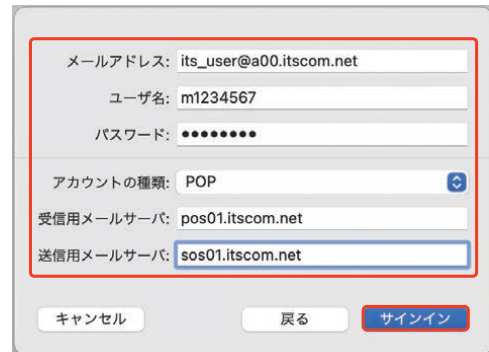 メールアドレス: its_user@a00.itscom.net
ユーザ名: m1234567
パスワード: ●●●●●●●●
アカウントの種類: POP
受信用メールサーバ: pos01.itscom.net
送信用メールサーバ: sos01.itscom.net
キャンセル 戻る サインイン